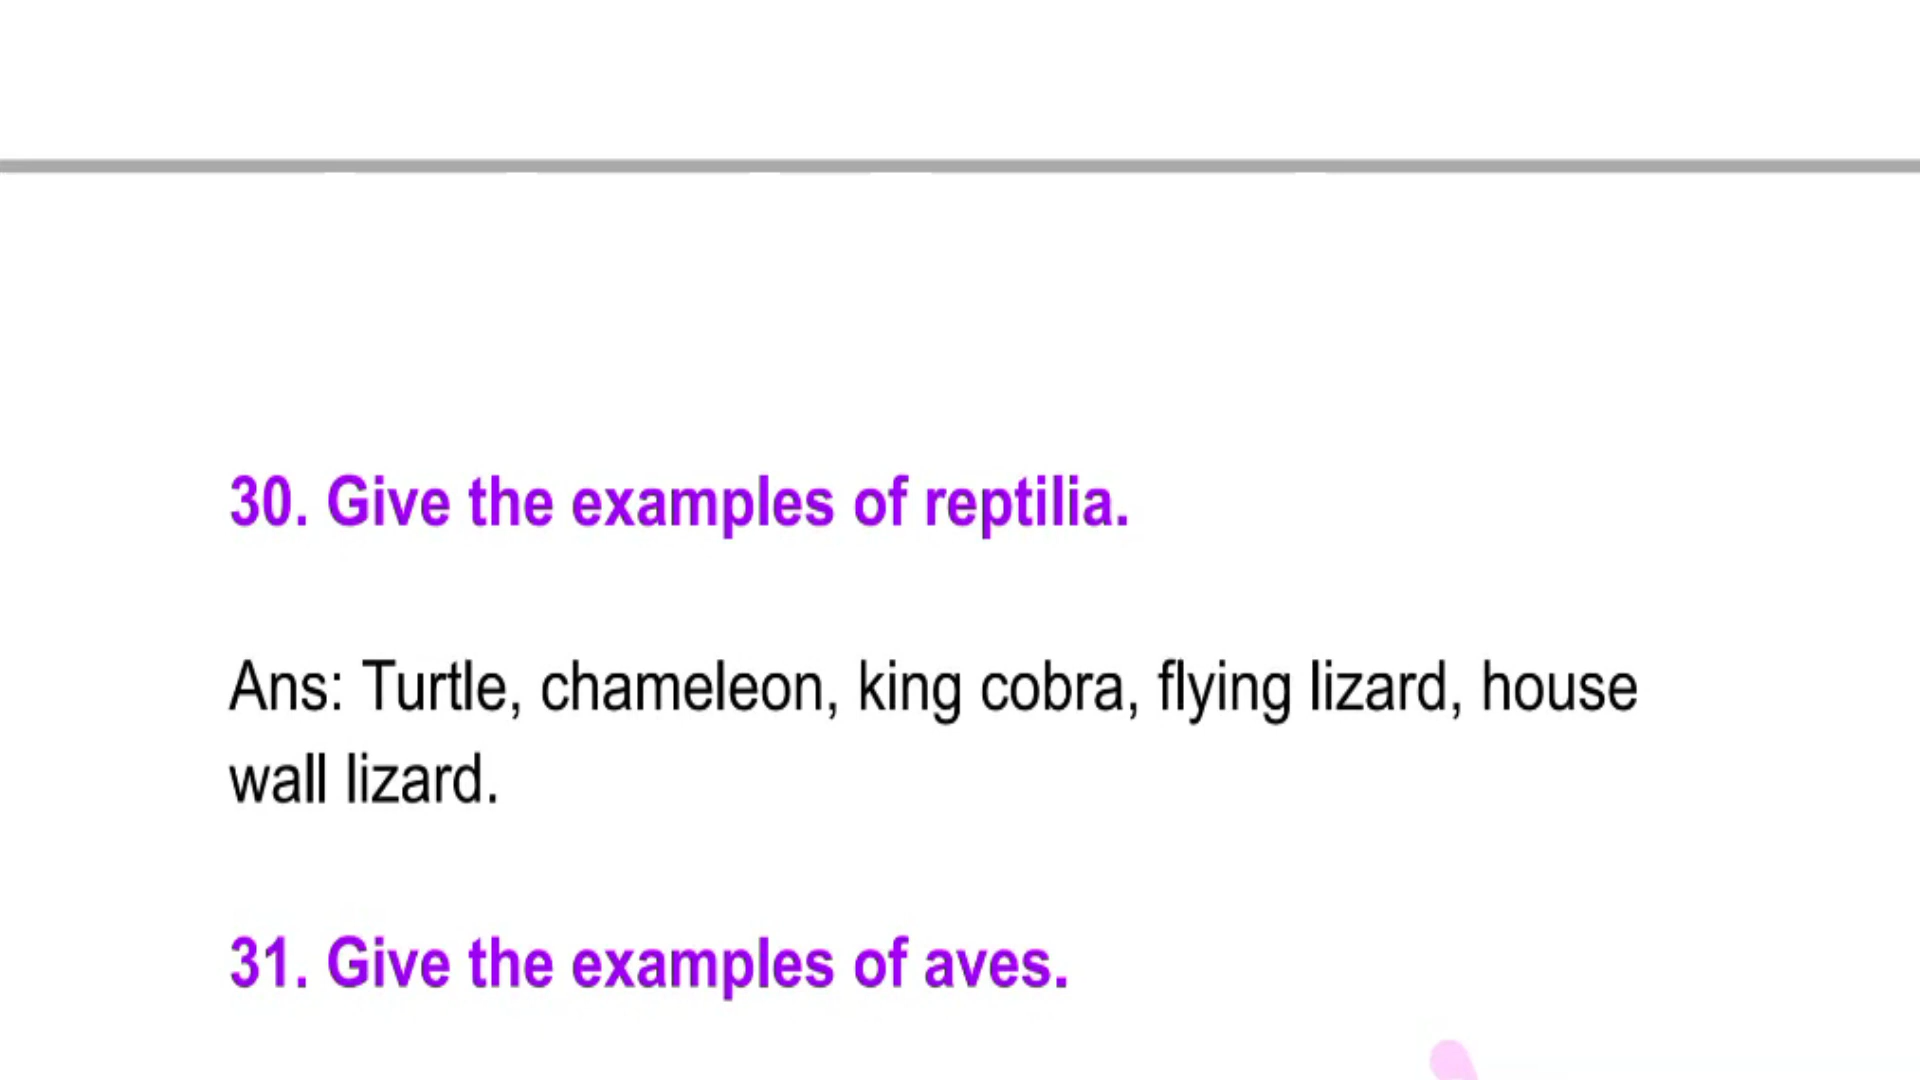 30. Give the examples of reptilia.
Ans: Turtle, chameleon, king cobra, flying lizard, house
wall lizard.
31. Give the examples of aves.